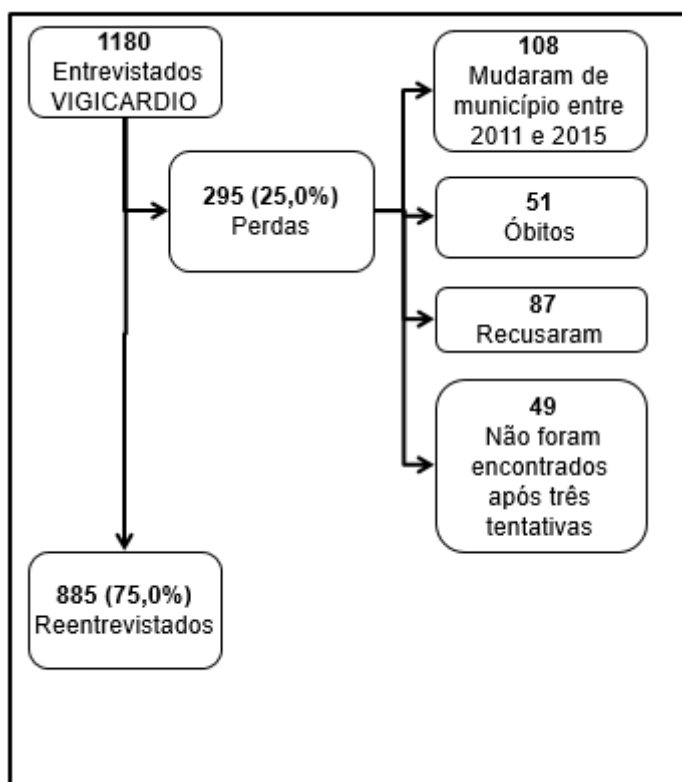 1180
Entrevistados
VIGICARDIO
295 (25,0%)
Perdas
108
Mudaram de
município entre
2011 e 2015
51
Óbitos
87
Recusaram
49
Não foram
encontrados
após três
tentativas
885 (75,0%)
Reentrevistados